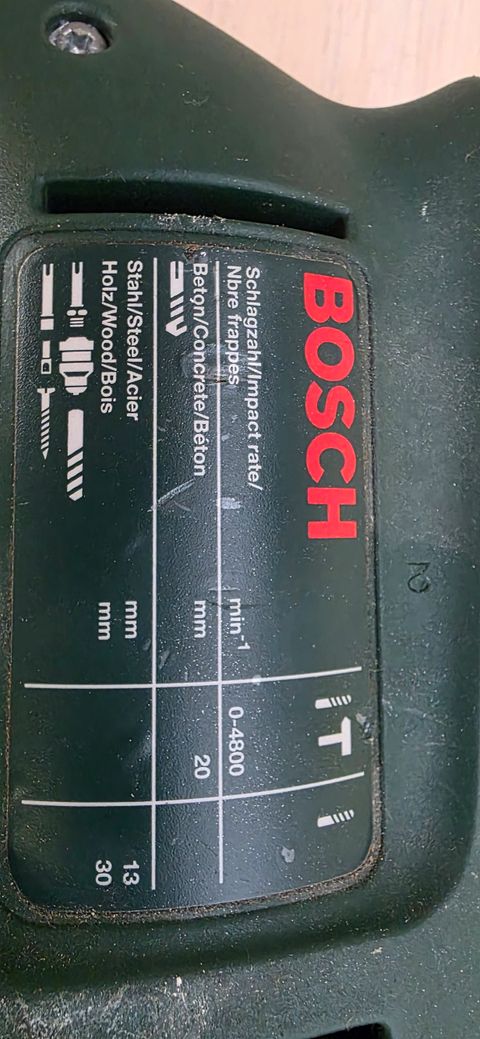 BOSCH
Schlagzahl/Impact rate/
Nbre frappes min-1 0-4800
Beton/Concrete/Béton mm 20
Stahl/Steel/Acier mm 13
Holz/Wood/Bois mm 30
2